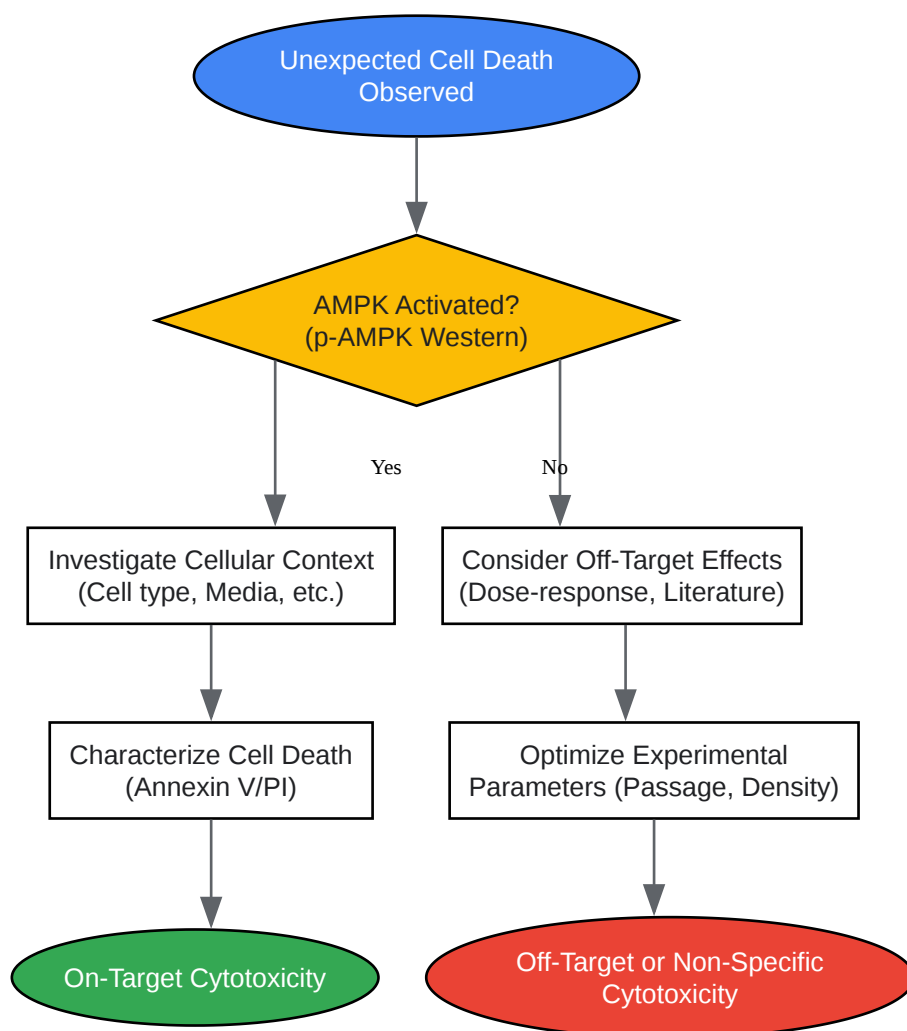 Unexpected Cell Death
Observed
AMPK Activated?
(p-AMPK Western)
Yes
No
Investigate Cellular Context
(Cell type, Media, etc.)
Consider Off-Target Effects
(Dose-response, Literature)
Characterize Cell Death
(Annexin V/PI)
Optimize Experimental
Parameters (Passage, Density)
On-Target Cytotoxicity
Off-Target or Non-Specific
Cytotoxicity